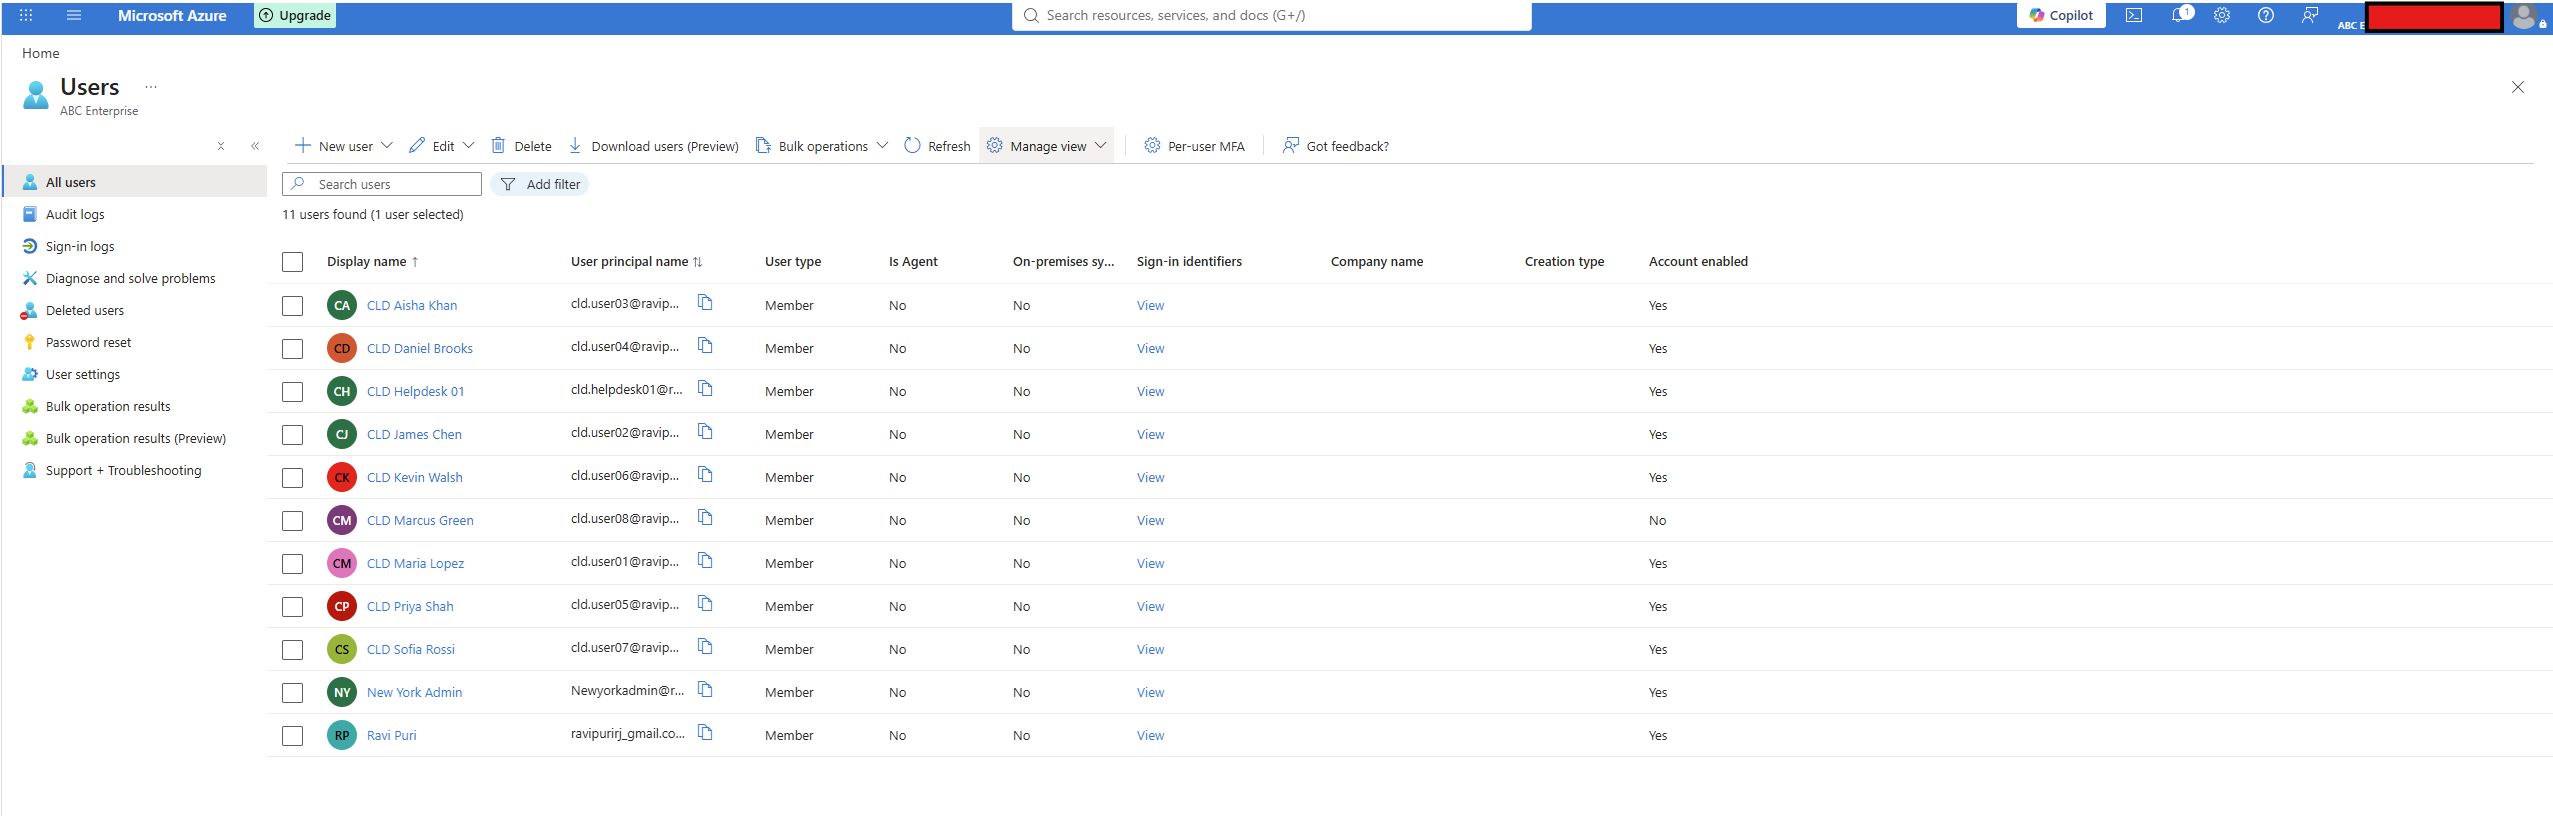 Microsoft Azure Upgrade Search resources, services, and docs (G+/) Copilot 1 ABC E
Home
Users ...
ABC Enterprise
New user Edit Delete Download users (Preview) Bulk operations Refresh Manage view Per-user MFA Got feedback?
All users
Audit logs
Sign-in logs
Diagnose and solve problems
Deleted users
Password reset
User settings
Bulk operation results
Bulk operation results (Preview)
Support + Troubleshooting
Search users Add filter
11 users found (1 user selected)
Display name ↑ User principal name ↑↓ User type Is Agent On-premises sy... Sign-in identifiers Company name Creation type Account enabled
CA CLD Aisha Khan cld.user03@ravip... Member No No View Yes
CD CLD Daniel Brooks cld.user04@ravip... Member No No View Yes
CH CLD Helpdesk 01 cld.helpdesk01@r... Member No No View Yes
CJ CLD James Chen cld.user02@ravip... Member No No View Yes
CK CLD Kevin Walsh cld.user06@ravip... Member No No View Yes
CM CLD Marcus Green cld.user08@ravip... Member No No View No
CM CLD Maria Lopez cld.user01@ravip... Member No No View Yes
CP CLD Priya Shah cld.user05@ravip... Member No No View Yes
CS CLD Sofia Rossi cld.user07@ravip... Member No No View Yes
NY New York Admin Newyorkadmin@r... Member No No View Yes
RP Ravi Puri ravipurirj_gmail.co... Member No No View Yes